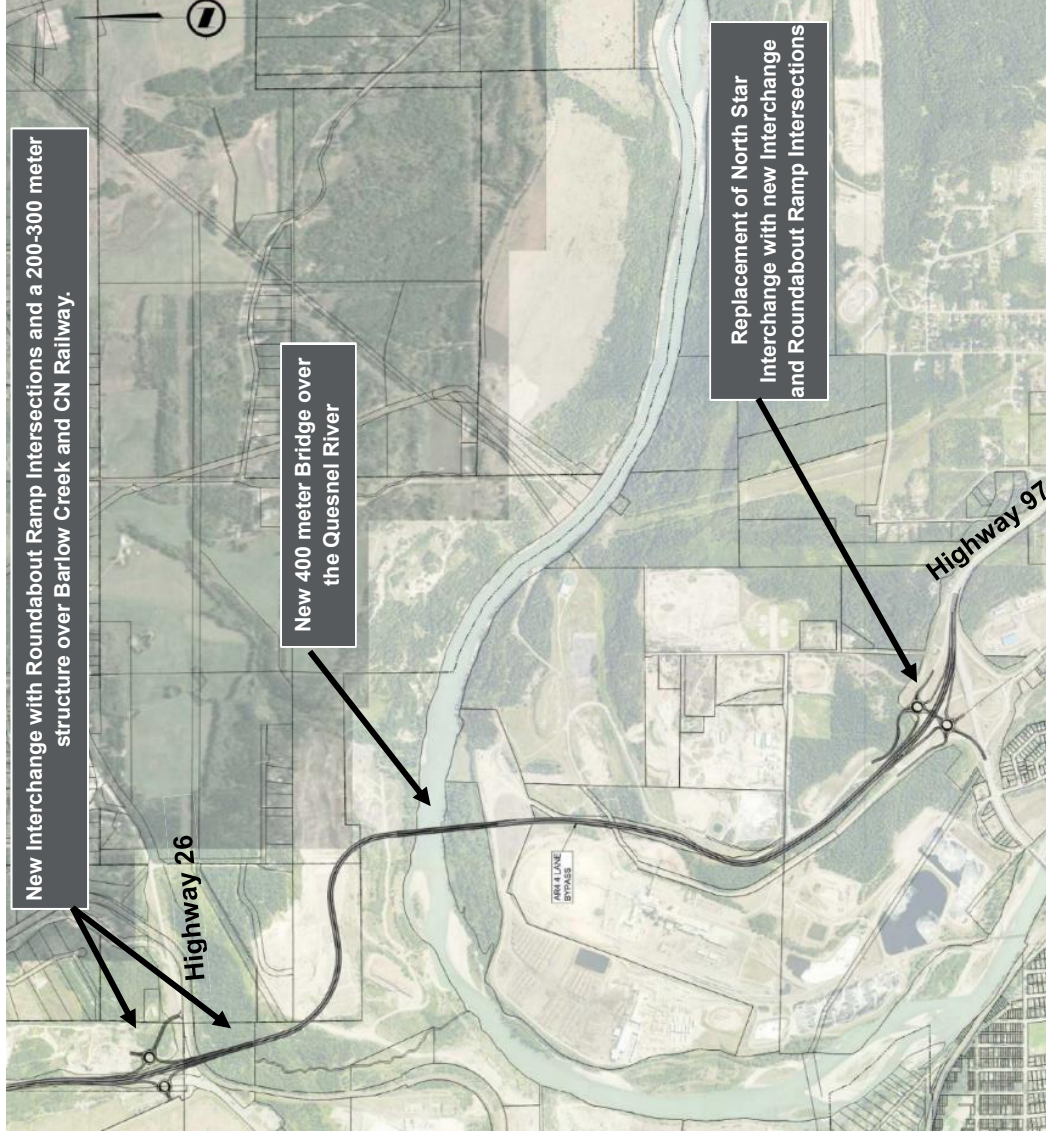 New Interchange with Roundabout Ramp Intersections and a 200-300 meter
structure over Barlow Creek and CN Railway.
Highway 26
New 400 meter Bridge over
the Quesnel River
Replacement of North Star
Interchange with new Interchange
and Roundabout Ramp Intersections
AR4 4 LANE
BYPASS
Highway 97